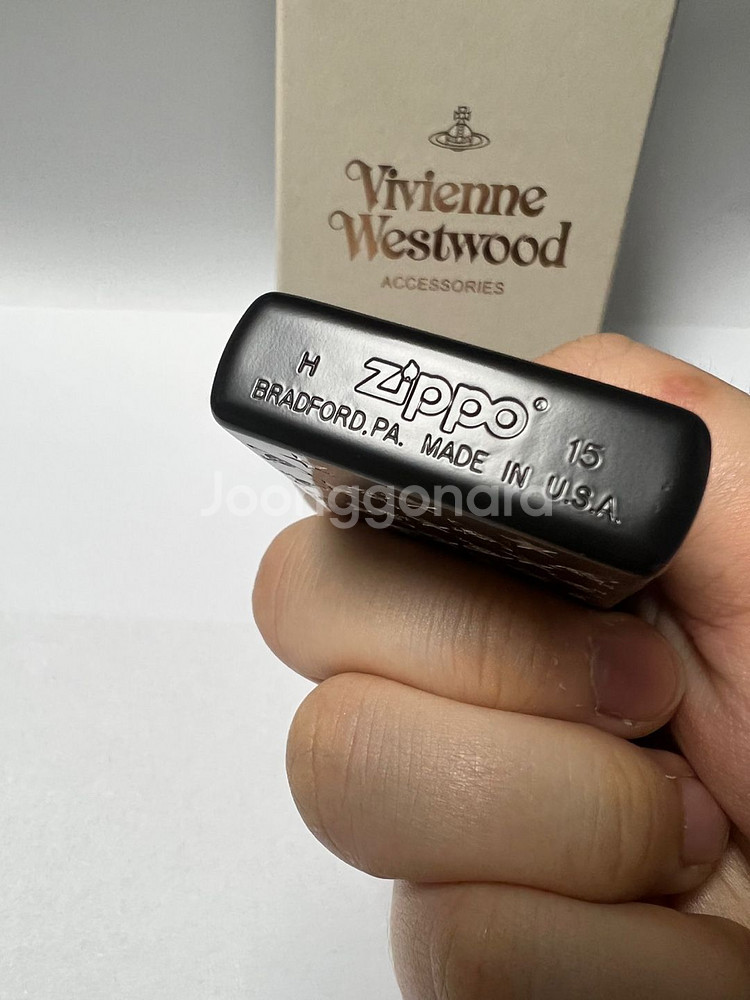 Vivienne
Westwood
ACCESSORIES
H zippo® 15
BRADFORD, PA. MADE IN U.S.A.
Joonggonara